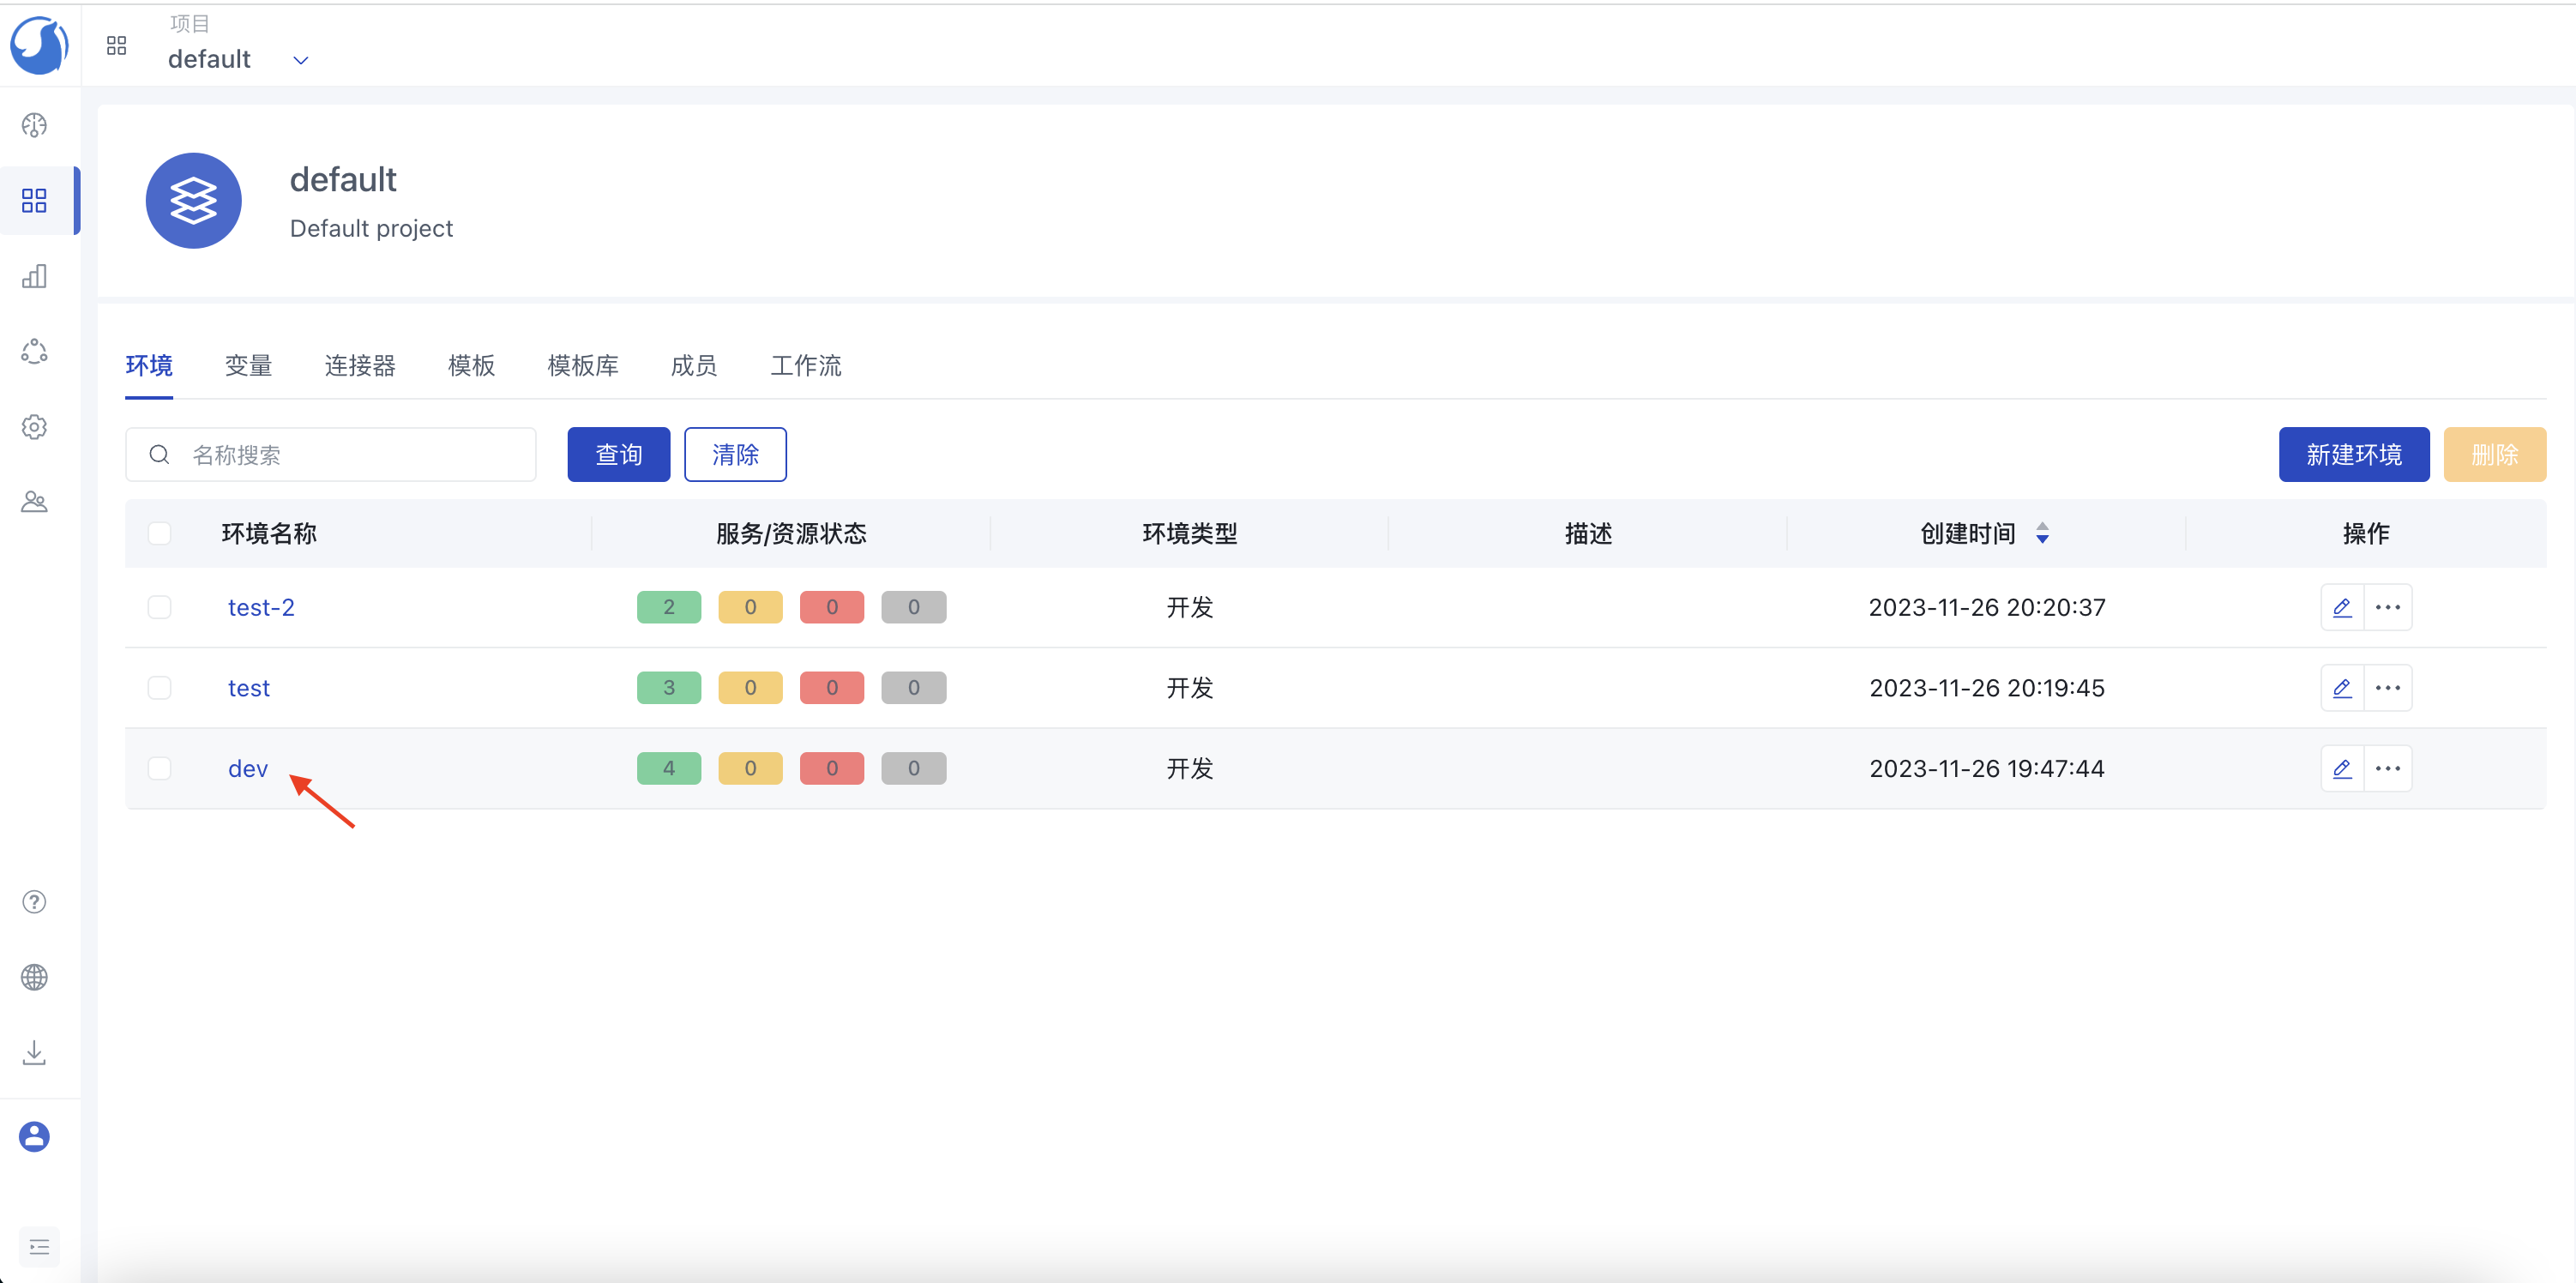 项目
default
default
Default project
环境 变量 连接器 模板 模板库 成员 工作流
名称搜索 查询 清除 新建环境 删除
环境名称 服务/资源状态 环境类型 描述 创建时间 操作
test-2 2 0 0 0 开发 2023-11-26 20:20:37
test 3 0 0 0 开发 2023-11-26 20:19:45
dev 4 0 0 0 开发 2023-11-26 19:47:44